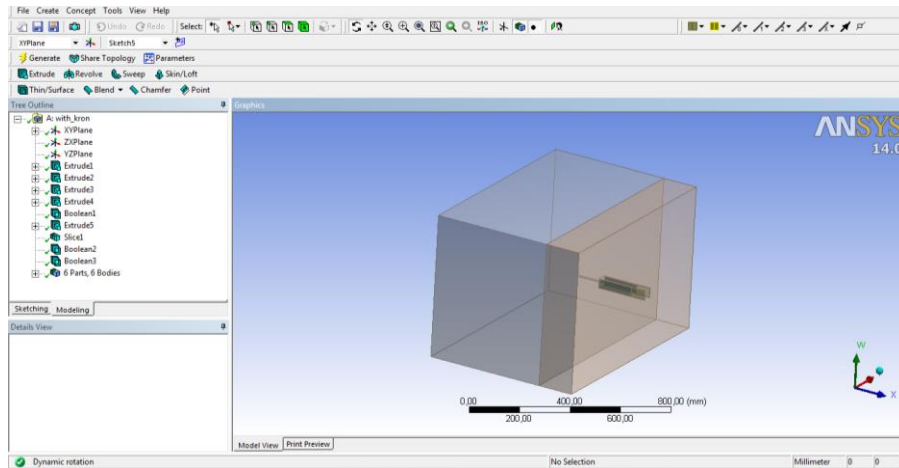 File Create Concept Tools View Help
Undo Redo Select:
XYPlane Sketch5
Generate Share Topology Parameters
Extrude Revolve Sweep Skin/Loft
Thin/Surface Blend Chamfer Point
Tree Outline
A: with_kron
XYPlane
ZXPlane
YZPlane
Extrude1
Extrude2
Extrude3
Extrude4
Boolean1
Extrude5
Slice1
Boolean2
Boolean3
6 Parts, 6 Bodies
Sketching Modeling
Details View
Graphics
ANSYS
14.0
W
X
0,00 400,00 800,00 (mm)
200,00 600,00
Model View Print Preview
Dynamic rotation No Selection Millimeter 0 0